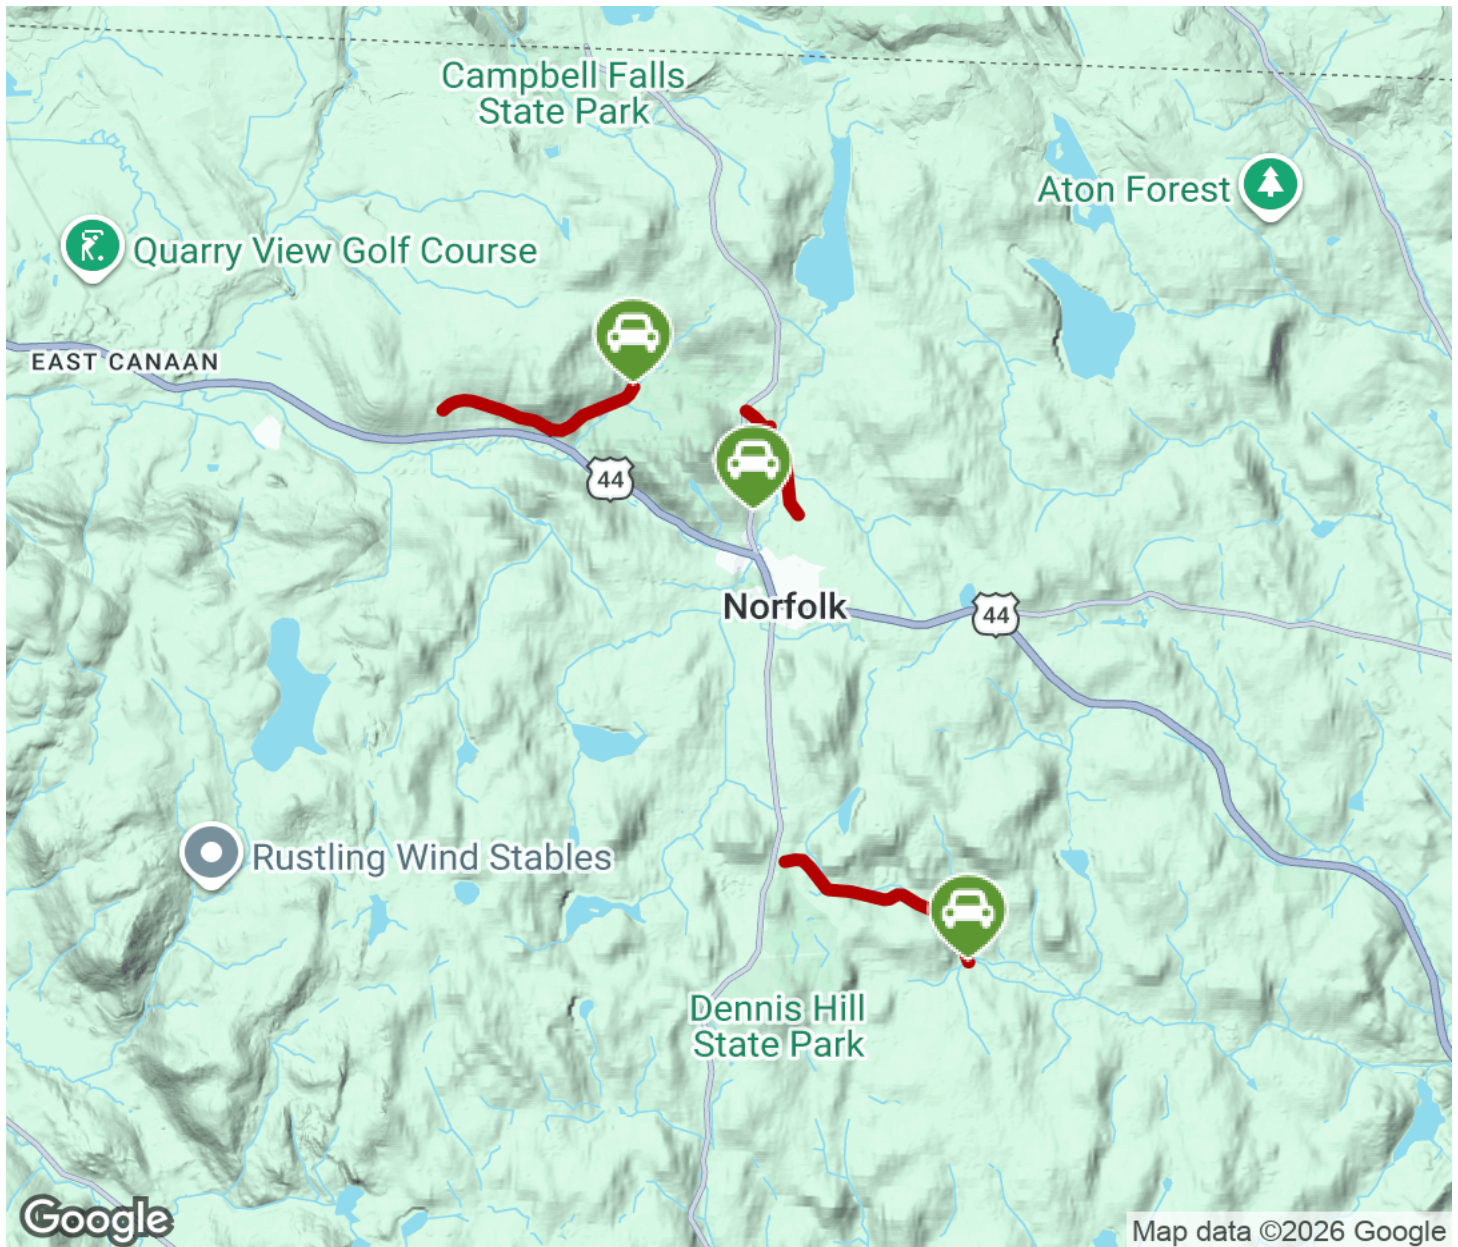 Campbell Falls
State Park
Aton Forest
Quarry View Golf Course
EAST CANAAN
44
Norfolk
44
Rustling Wind Stables
Dennis Hill
State Park
Google
Map data ©2026 Google